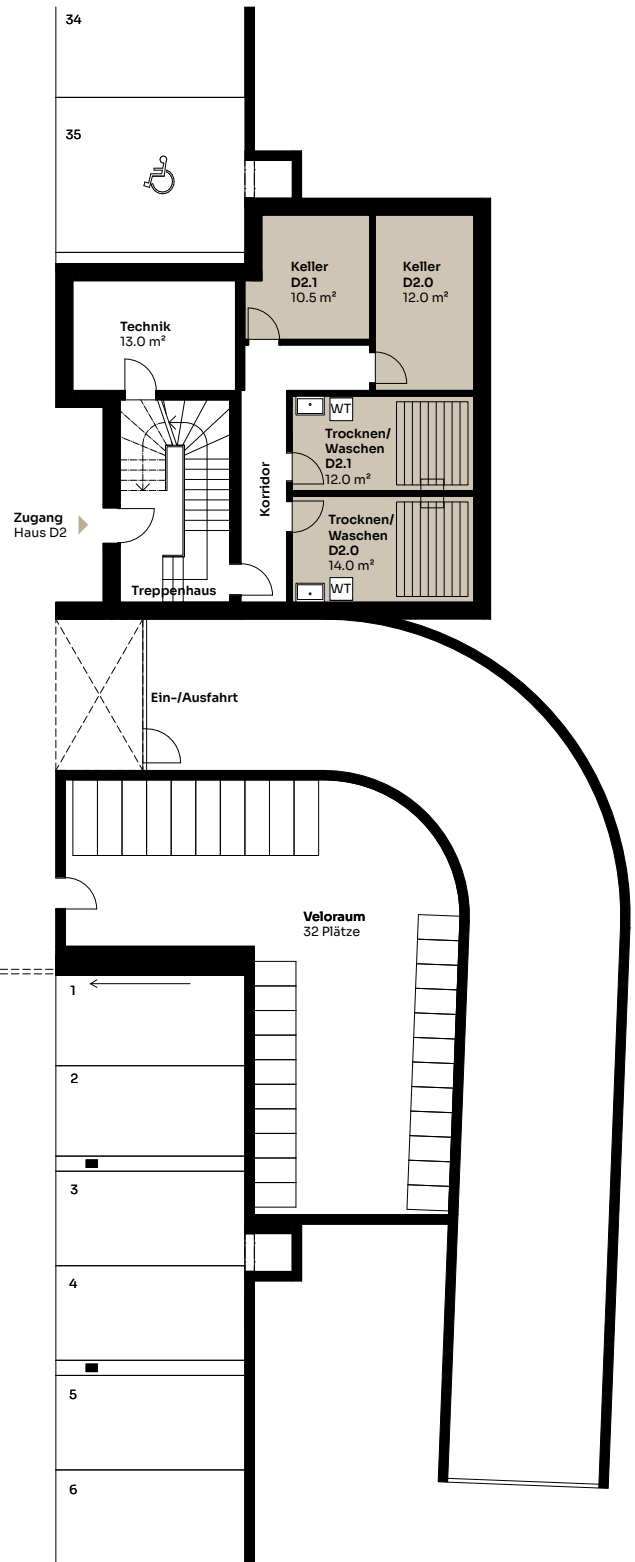 34
35
Keller
D2.1
10.5 m²
Keller
D2.0
12.0 m²
Technik
13.0 m²
WT
Trocknen/
Waschen
D2.1
12.0 m²
Korridor
Zugang
Haus D2
Trocknen/
Waschen
D2.0
14.0 m²
WT
Treppenhaus
Ein-/Ausfahrt
Veloraum
32 Plätze
1
2
3
4
5
6